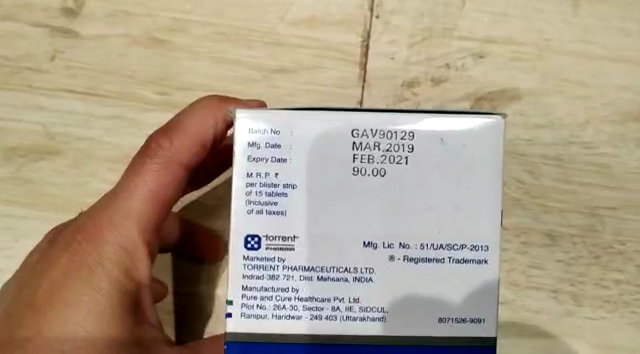 Batch No. : GAV90129
Mfg. Date : MAR.2019
Expiry Date : FEB.2021
M. R.P. ₹ 90.00
per blister strip
of 15 tablets
(Inclusive
of all taxes)
torrent
PHARMA
Mfg. Lic. No. : 51/UA/SC/P-2013
® - Registered Trademark
Marketed by :
TORRENT PHARMACEUTICALS LTD.
Indrad-382 721, Dist. Mehsana, INDIA.
Manufactured by :
Pure and Cure Healthcare Pvt. Ltd.
Plot No.: 26A-30, Sector - 8A, IIE, SIDCUL,
Ranipur, Haridwar - 249 403 (Uttarakhand).
8071526-9091